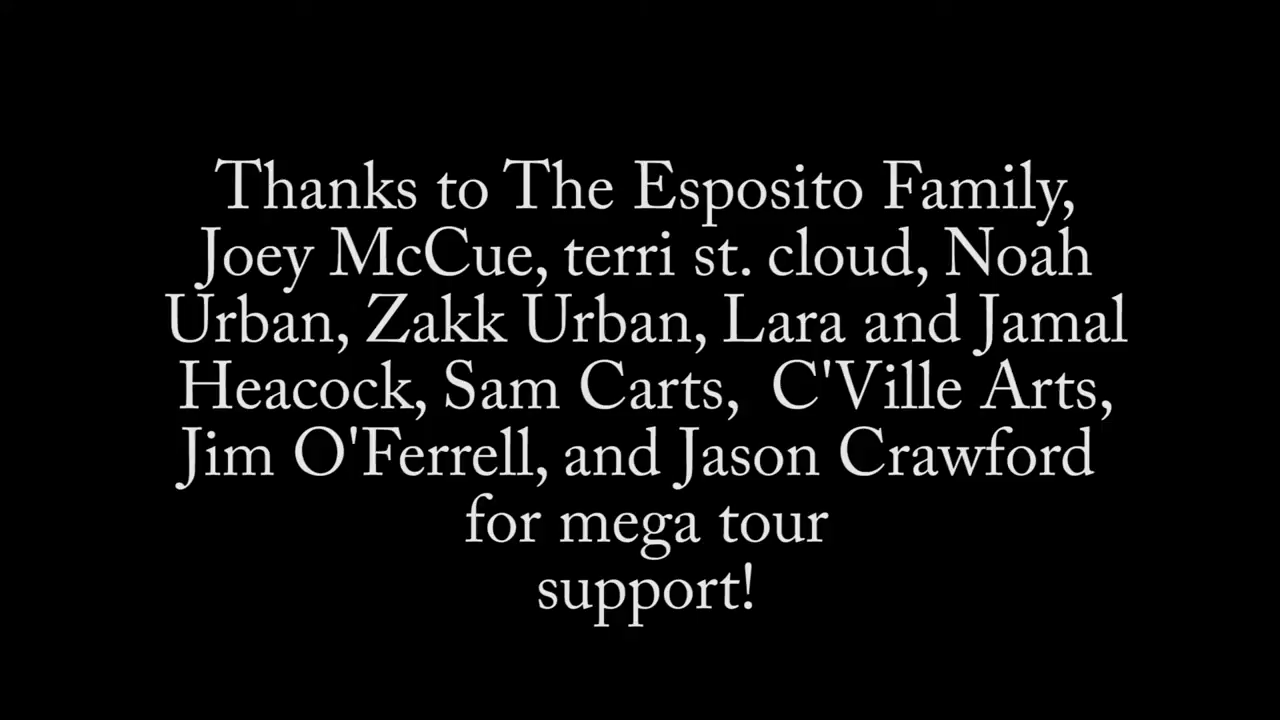 Thanks to The Esposito Family,
Joey McCue, terri st. cloud, Noah
Urban, Zakk Urban, Lara and Jamal
Heacock, Sam Carts,  C'Ville Arts,
Jim O'Ferrell, and Jason Crawford
for mega tour
support!